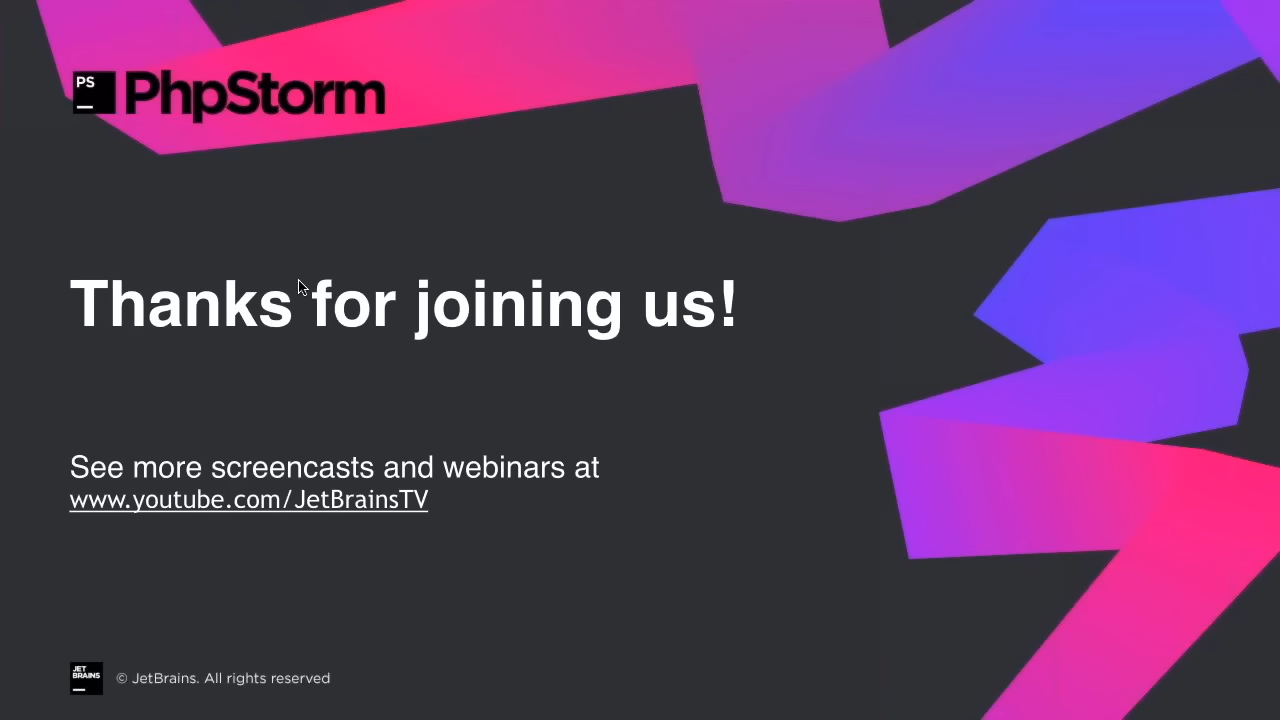 PS
PhpStorm
Thanks for joining us!
See more screencasts and webinars at
www.youtube.com/JetBrainsTV
JET
BRAINS
© JetBrains. All rights reserved